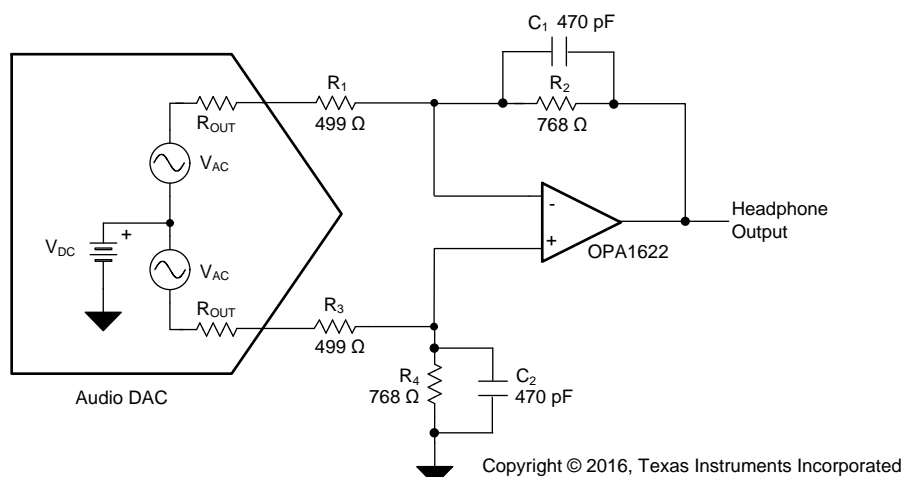 C1 470 pF
R1
499 Ω
R2
768 Ω
ROUT
VAC
VDC
+
VAC
ROUT
R3
499 Ω
-
+
OPA1622
Headphone
Output
R4
768 Ω
C2
470 pF
Audio DAC
Copyright © 2016, Texas Instruments Incorporated